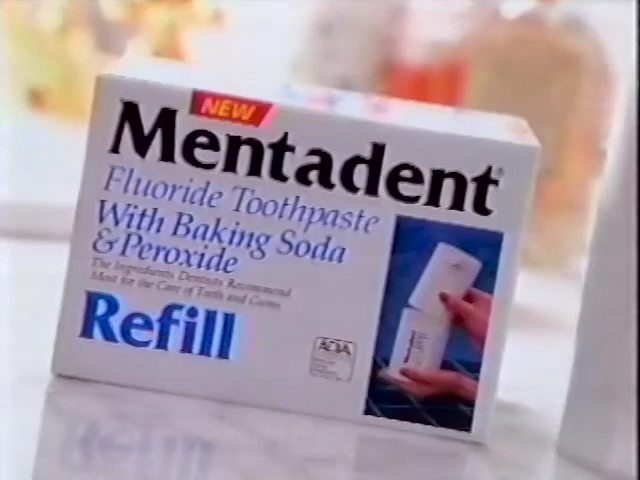 NEW
Mentadent
Fluoride Toothpaste
With Baking Soda
& Peroxide
The Ingredients Dentists Recommend
Most for the Care of Teeth and Gums
Refill
ADA
Mentadent